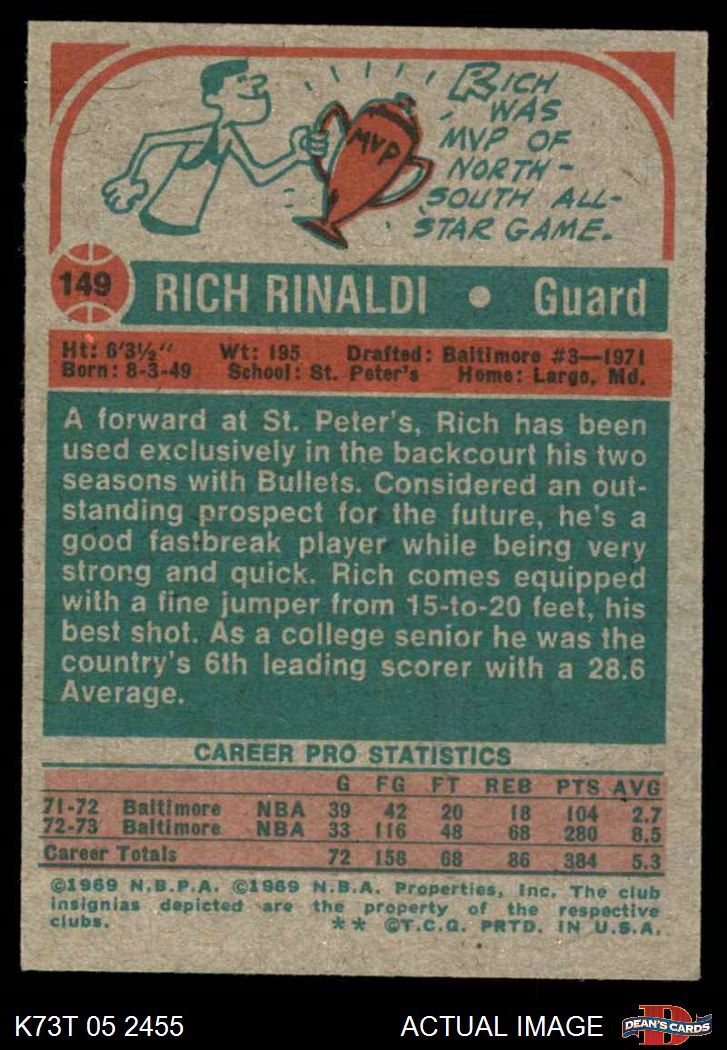 RICH
WAS
MVP OF
NORTH-
SOUTH ALL-
STAR GAME.
MVP
149 RICH RINALDI • Guard
Ht: 6'3½" Wt: 195 Drafted: Baltimore #3—1971
Born: 8-3-49 School: St. Peter's Home: Largo, Md.
A forward at St. Peter's, Rich has been
used exclusively in the backcourt his two
seasons with Bullets. Considered an out-
standing prospect for the future, he's a
good fastbreak player while being very
strong and quick. Rich comes equipped
with a fine jumper from 15-to-20 feet, his
best shot. As a college senior he was the
country's 6th leading scorer with a 28.6
Average.
CAREER PRO STATISTICS
G FG FT REB PTS AVG
71-72 Baltimore NBA 39 42 20 18 104 2.7
72-73 Baltimore NBA 33 116 48 68 280 8.5
Career Totals 72 158 68 86 384 5.3
©1969 N.B.P.A. ©1969 N.B.A. Properties, Inc. The club
insignias depicted are the property of the respective
clubs. ** ©T.C.G. PRTD. IN U.S.A.
K73T 05 2455 ACTUAL IMAGE D DEAN'S CARDS